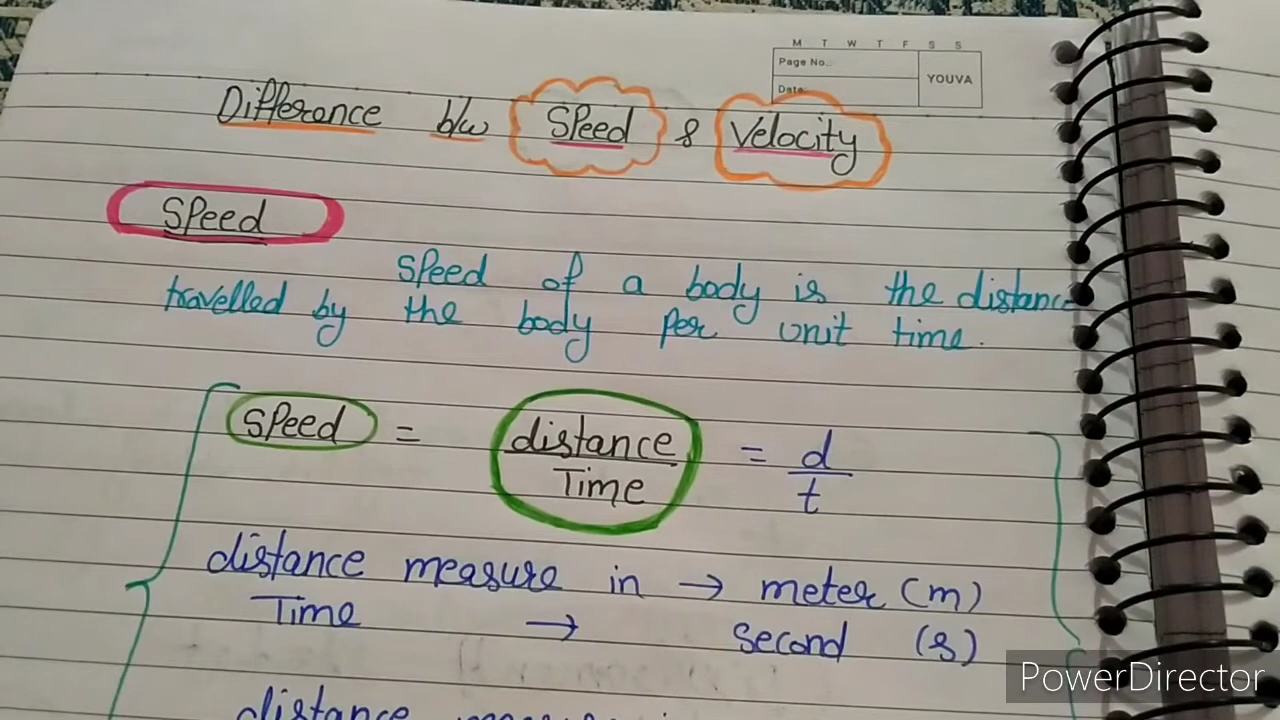 M T W T F S S
Page No.:
YOUVA
Date:
Difference b/w Speed & Velocity
Speed
Speed of a body is the distance
travelled by the body per unit time.
Speed = distance / Time = d / t
distance measure in → meter (m)
Time → second (s)
distance
PowerDirector